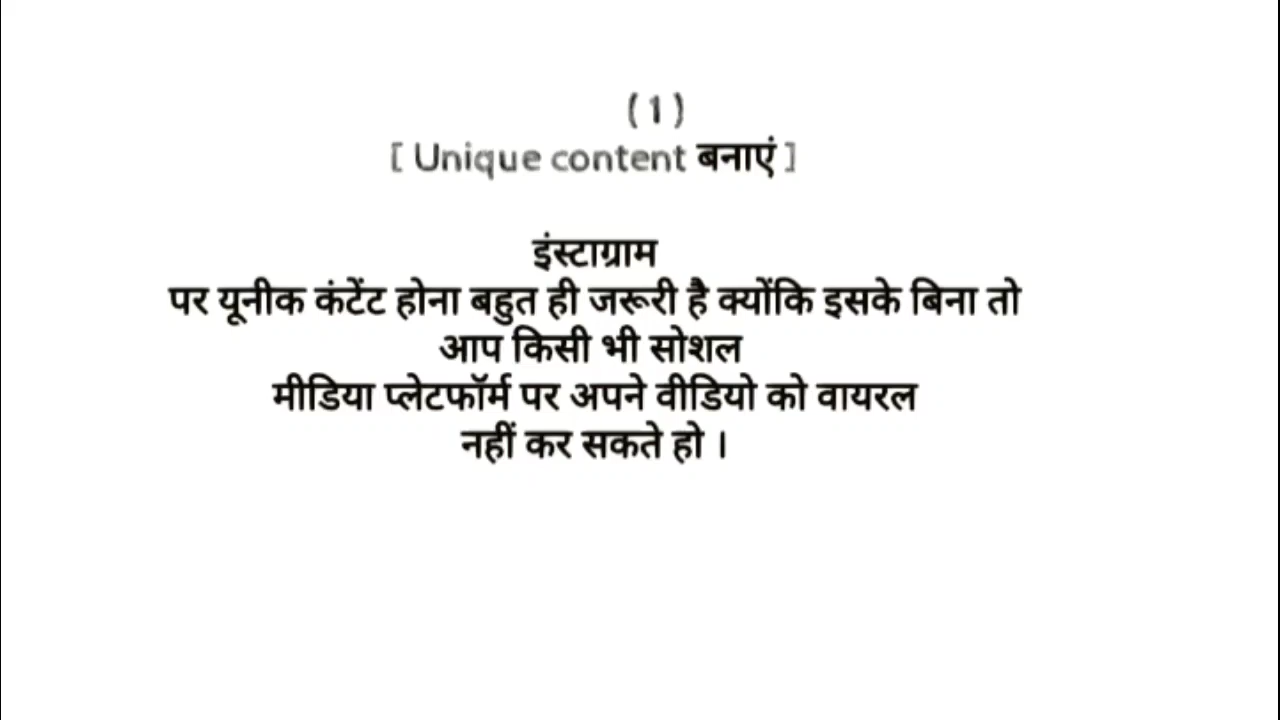 ( 1 )
[ Unique content बनाएं ]
इंस्टाग्राम
पर यूनीक कंटेंट होना बहुत ही जरूरी है क्योंकि इसके बिना तो
आप किसी भी सोशल
मीडिया प्लेटफॉर्म पर अपने वीडियो को वायरल
नहीं कर सकते हो ।